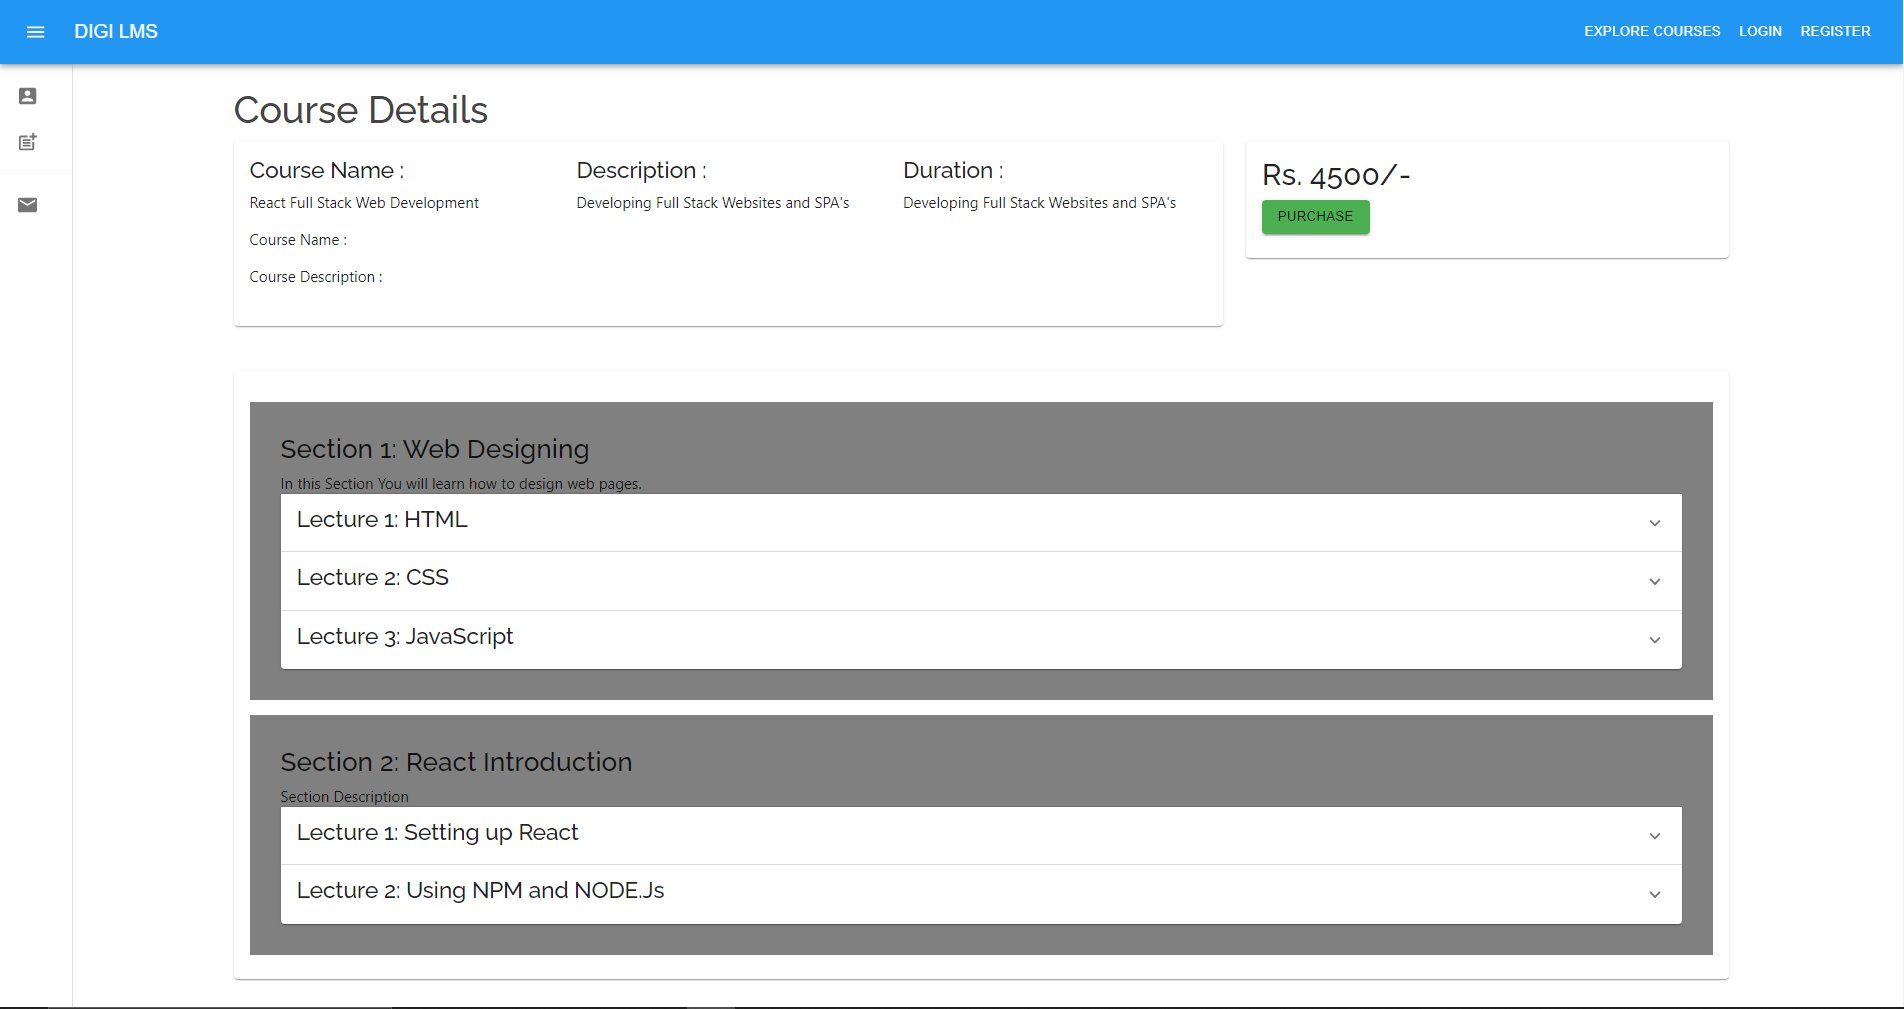 DIGI LMS
EXPLORE COURSES LOGIN REGISTER
Course Details
Course Name :
React Full Stack Web Development
Description :
Developing Full Stack Websites and SPA's
Duration :
Developing Full Stack Websites and SPA's
Course Name :
Course Description :
Rs. 4500/-
PURCHASE
Section 1: Web Designing
In this Section You will learn how to design web pages.
Lecture 1: HTML
Lecture 2: CSS
Lecture 3: JavaScript
Section 2: React Introduction
Section Description
Lecture 1: Setting up React
Lecture 2: Using NPM and NODE.Js